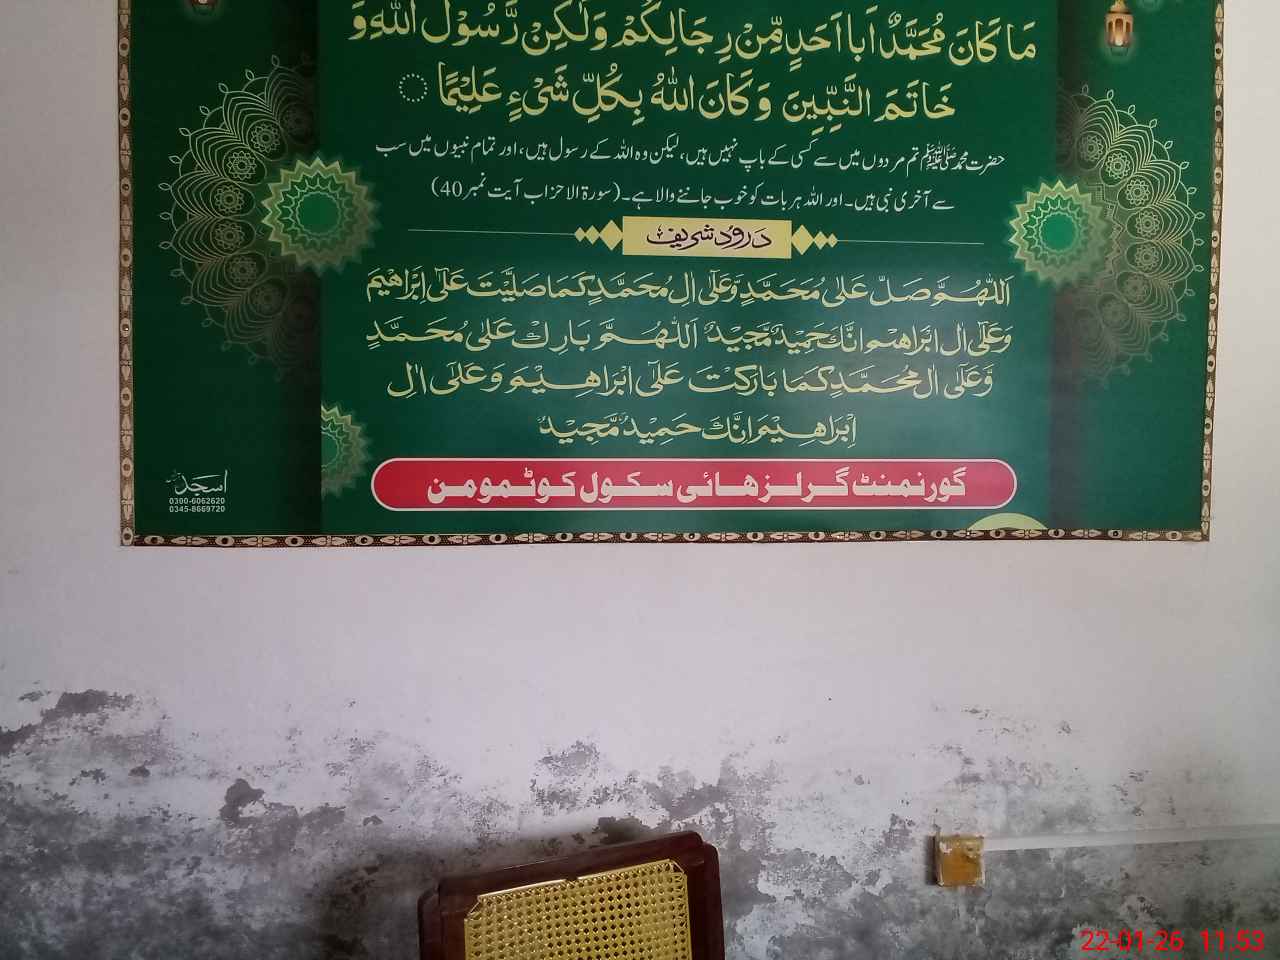 مَا كَانَ مُحَمَّدٌ اَبَا اَحَدٍ مِّنْ رِجَالِكُمْ وَلٰكِنْ رَّسُوْلَ اللهِ وَ
خَاتَمَ النَّبِيِّنَ وَكَانَ اللهُ بِكُلِّ شَیْءٍ عَلِيْمًا
حضرت محمد ﷺ تم مردوں میں سے کسی کے باپ نہیں ہیں، لیکن وہ اللہ کے رسول ہیں، اور تمام نبیوں میں سب
سے آخری نبی ہیں۔ اور اللہ ہر بات کو خوب جاننے والا ہے۔ (سورۃ الاحزاب آیت نمبر 40)
درود شریف
اَللّٰهُمَّ صَلِّ عَلٰى مُحَمَّدٍ وَّعَلٰٓى اٰلِ مُحَمَّدٍ كَمَا صَلَّيْتَ عَلٰٓى اِبْرَاهِيْمَ
وَعَلٰٓى اٰلِ اِبْرَاهِيْمَ اِنَّكَ حَمِيْدٌ مَّجِيْدٌ اَللّٰهُمَّ بَارِكْ عَلٰى مُحَمَّدٍ
وَّعَلٰٓى اٰلِ مُحَمَّدٍ كَمَا بَارَكْتَ عَلٰٓى اِبْرَاهِيْمَ وَعَلٰٓى اٰلِ
اِبْرَاهِيْمَ اِنَّكَ حَمِيْدٌ مَّجِيْدٌ
گورنمنٹ گرلز ہائی سکول کوٹ مومن
اسجد
0300-6062620
0345-8669720
22-01-26 11:53